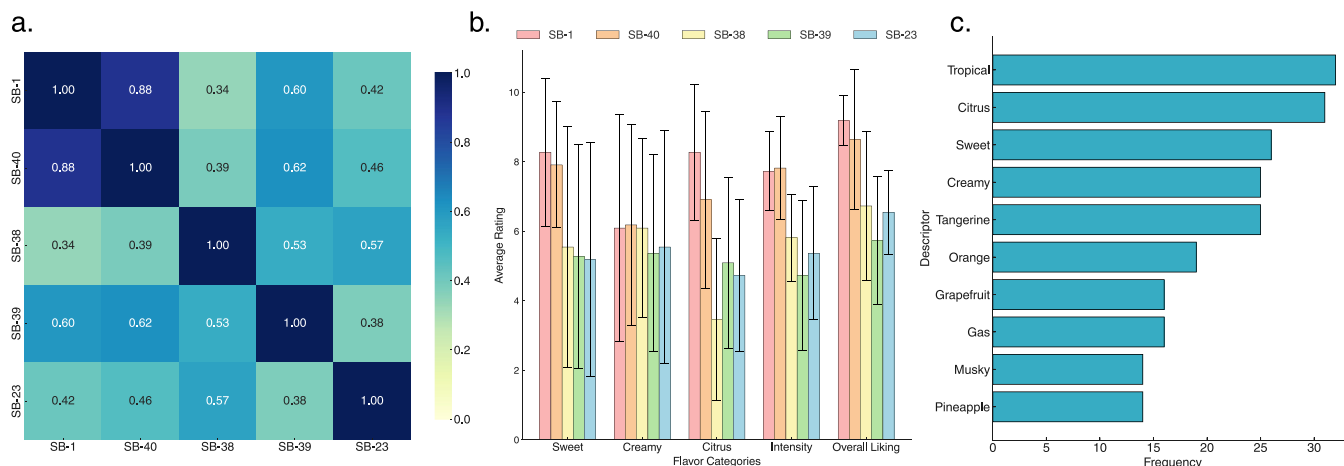 a.
SB-1
SB-40
SB-38
SB-39
SB-23
1.00 0.88 0.34 0.60 0.42
0.88 1.00 0.39 0.62 0.46
0.34 0.39 1.00 0.53 0.57
0.60 0.62 0.53 1.00 0.38
0.42 0.46 0.57 0.38 1.00
SB-1 SB-40 SB-38 SB-39 SB-23
1.0
0.8
0.6
0.4
0.2
0.0
b.
SB-1 SB-40 SB-38 SB-39 SB-23
Average Rating
10
8
6
4
2
0
Sweet Creamy Citrus Intensity Overall Liking
Flavor Categories
c.
Descriptor
Tropical
Citrus
Sweet
Creamy
Tangerine
Orange
Grapefruit
Gas
Musky
Pineapple
0 5 10 15 20 25 30
Frequency